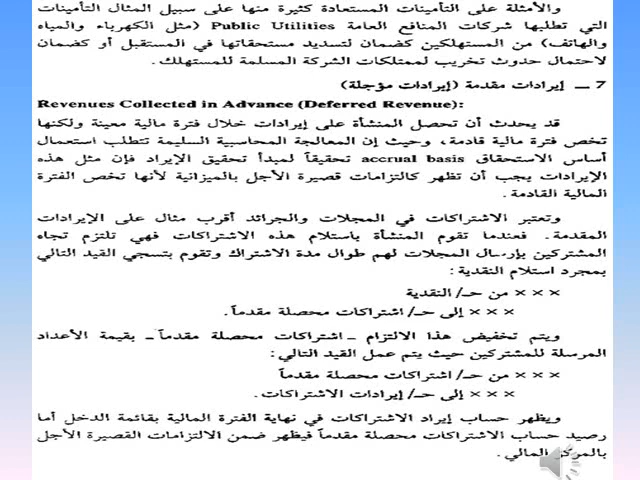 والأمثلة على التأمينات المستعادة كثيرة منها على سبيل المثال التأمينات
التي تطلبها شركات المنافع العامة Public Utilities (مثل الكهرباء والمياه
والهاتف) من المستهلكين كضمان لتسديد مستحقاتها في المستقبل أو كضمان
لاحتمال حدوث تخريب لممتلكات الشركة المسلمة للمستهلك.
7 ــ إيرادات مقدمة (إيرادات مؤجلة)
Revenues Collected in Advance (Deferred Revenue):
قد يحدث أن تحصل المنشأة على إيرادات خلال فترة مالية معينة ولكنها
تخص فترة مالية قادمة، وحيث إن المعالجة المحاسبية السليمة تتطلب استعمال
أساس الاستحقاق accrual basis تحقيقاً لمبدأ تحقيق الإيراد فإن مثل هذه
الإيرادات يجب أن تظهر كالتزامات قصيرة الأجل بالميزانية لأنها تخص الفترة
المالية القادمة.
وتعتبر الاشتراكات في المجلات والجرائد أقرب مثال على الإيرادات
المقدمة. فعندما تقوم المنشأة باستلام هذه الاشتراكات فهي تلتزم تجاه
المشتركين بإرسال المجلات لهم طوال مدة الاشتراك وتقوم بتسجي القيد التالي
بمجرد استلام النقدية:
××× من حـ/ النقدية
××× إلى حـ/ اشتراكات محصلة مقدماً.
ويتم تخفيض هذا الالتزام ــ اشتراكات محصلة مقدماً ــ بقيمة الأعداد
المرسلة للمشتركين حيث يتم عمل القيد التالي:
××× من حـ/ اشتراكات محصلة مقدماً
××× إلى حـ/ إيرادات الاشتراكات.
ويظهر حساب إيراد الاشتراكات في نهاية الفترة المالية بقائمة الدخل أما
رصيد حساب الاشتراكات محصلة مقدماً فيظهر ضمن الالتزامات القصيرة الأجل
بالمركز المالي.